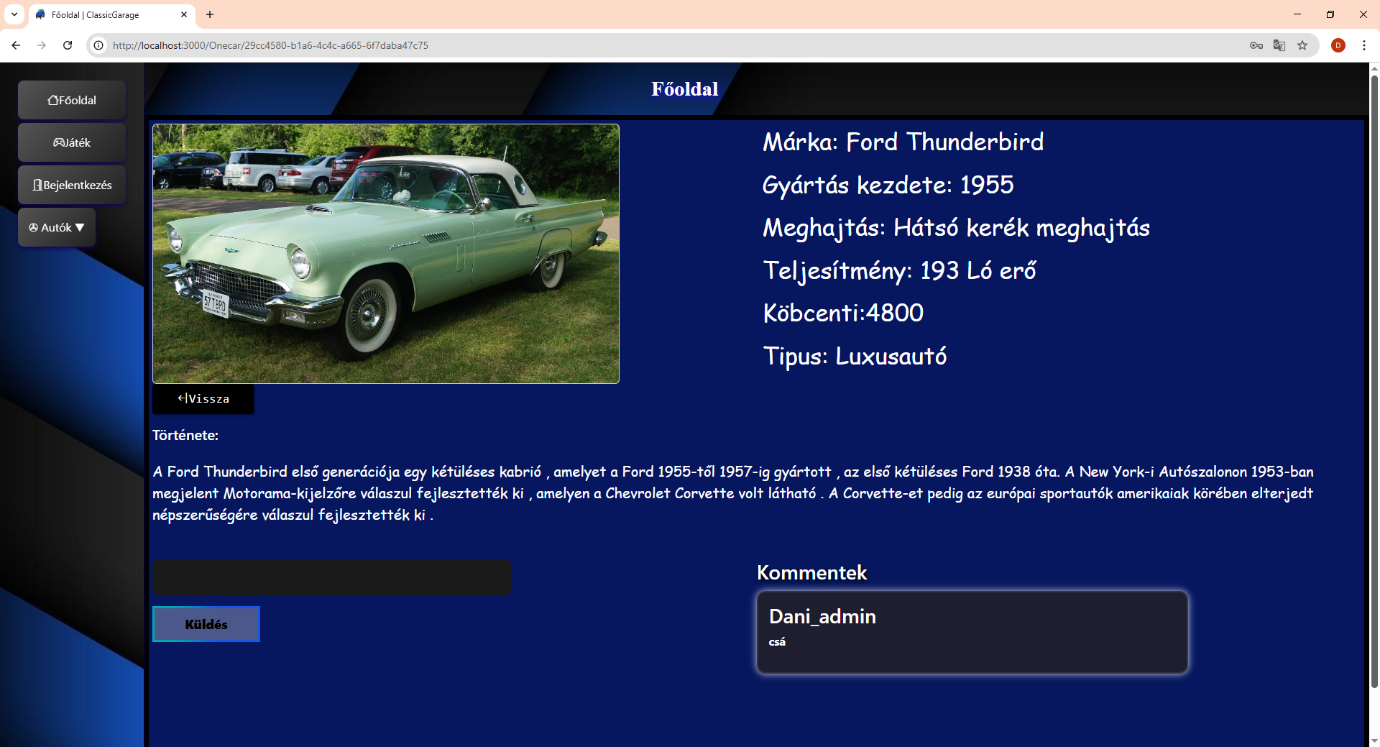 Főoldal | ClassicGarage
http://localhost:3000/Onecar/29cc4580-b1a6-4c4c-a665-6f7daba47c75
D
Főoldal
Főoldal
Játék
Bejelentkezés
Autók ▼
Márka: Ford Thunderbird
Gyártás kezdete: 1955
Meghajtás: Hátsó kerék meghajtás
Teljesítmény: 193 Ló erő
Köbcenti:4800
Tipus: Luxusautó
Vissza
Története:
A Ford Thunderbird első generációja egy kétüléses kabrió , amelyet a Ford 1955-től 1957-ig gyártott , az első kétüléses Ford 1938 óta. A New York-i Autószalonon 1953-ban
megjelent Motorama-kijelzőre válaszul fejlesztették ki , amelyen a Chevrolet Corvette volt látható . A Corvette-et pedig az európai sportautók amerikaiak körében elterjedt
népszerűségére válaszul fejlesztették ki .
Küldés
Kommentek
Dani_admin
csá